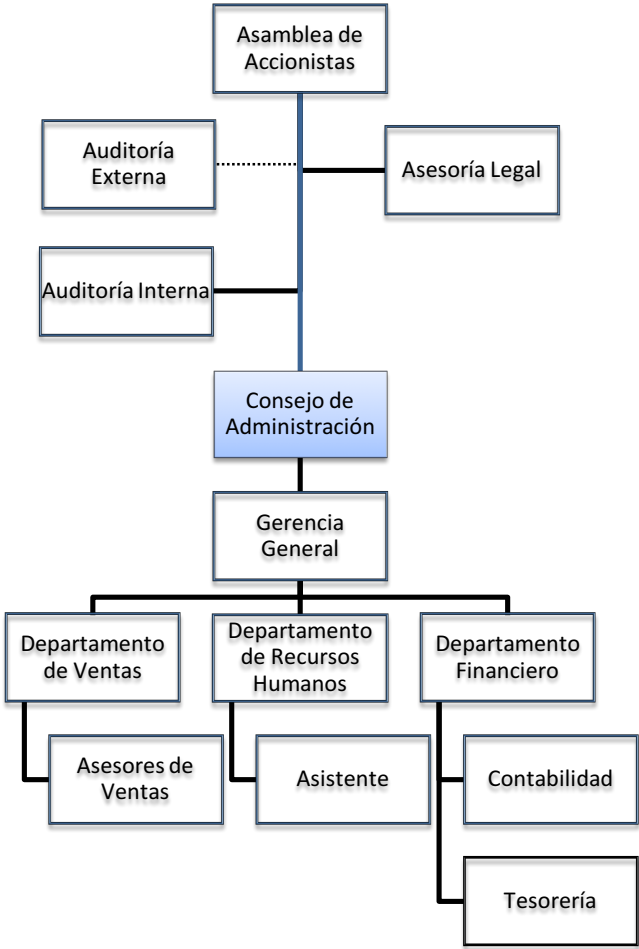 Asamblea de
Accionistas
Auditoría
Externa
Asesoría Legal
Auditoría Interna
Consejo de
Administración
Gerencia
General
Departamento
de Ventas
Departamento
de Recursos
Humanos
Departamento
Financiero
Asesores de
Ventas
Asistente
Contabilidad
Tesorería